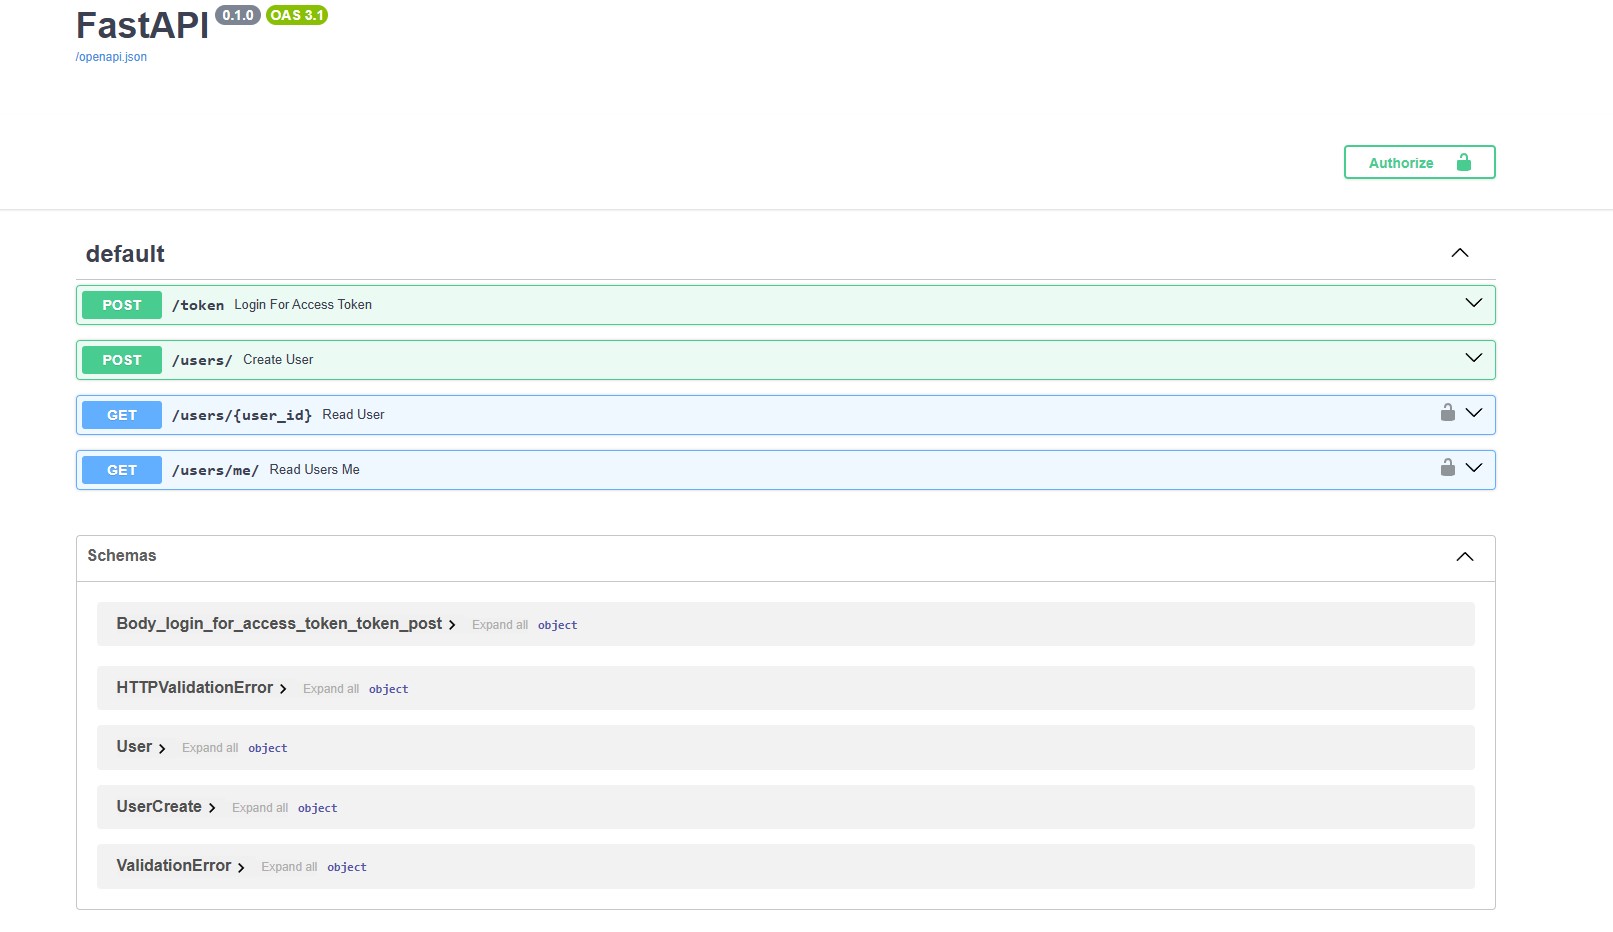 FastAPI 0.1.0 OAS 3.1
/openapi.json
Authorize
default
POST /token Login For Access Token
POST /users/ Create User
GET /users/{user_id} Read User
GET /users/me/ Read Users Me
Schemas
Body_login_for_access_token_token_post Expand all object
HTTPValidationError Expand all object
User Expand all object
UserCreate Expand all object
ValidationError Expand all object